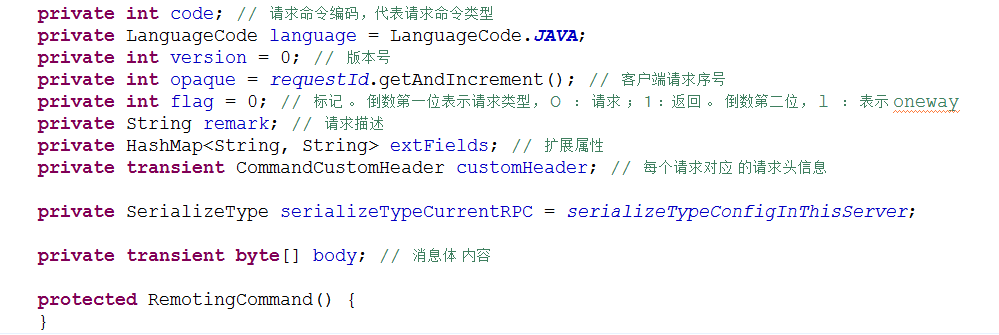 private int code; // 请求命令编码，代表请求命令类型
private LanguageCode language = LanguageCode.JAVA;
private int version = 0; // 版本号
private int opaque = requestId.getAndIncrement(); // 客户端请求序号
private int flag = 0; // 标记 。 倒数第一位表示请求类型， O ： 请求 ； 1 ： 返回 。 倒数第二位， l ： 表示 oneway
private String remark; // 请求描述
private HashMap<String, String> extFields; // 扩展属性
private transient CommandCustomHeader customHeader; // 每个请求对应 的请求头信息
private SerializeType serializeTypeCurrentRPC = serializeTypeConfigInThisServer;
private transient byte[] body; // 消息体 内容
protected RemotingCommand() {
}